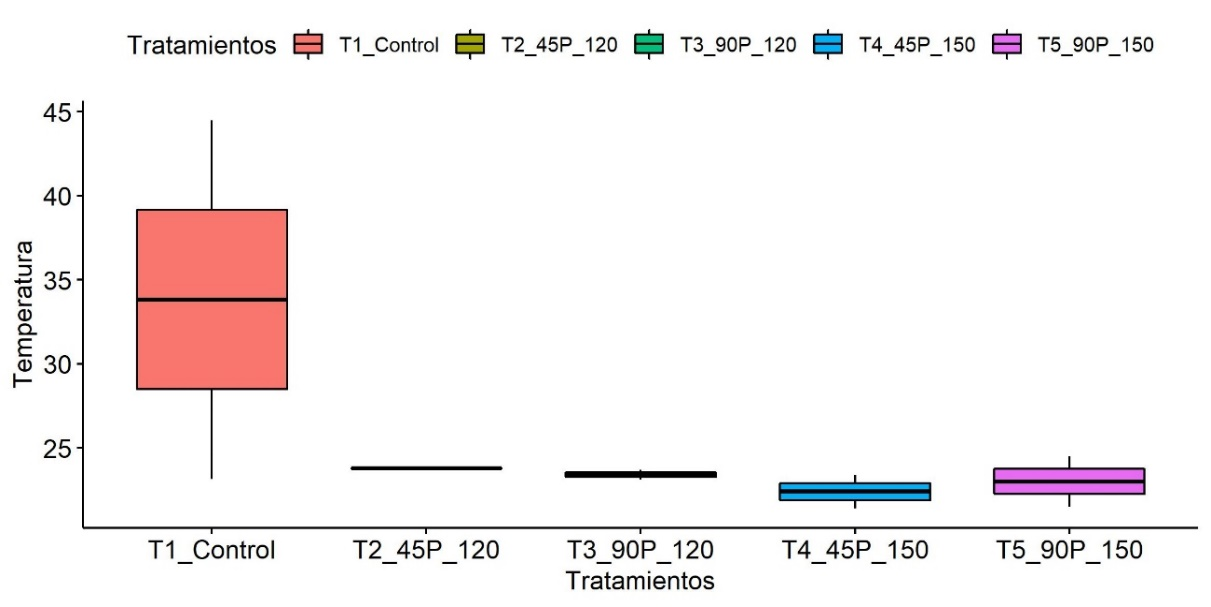 Tratamientos T1_Control T2_45P_120 T3_90P_120 T4_45P_150 T5_90P_150
45
40
35
30
25
Temperatura
T1_Control T2_45P_120 T3_90P_120 T4_45P_150 T5_90P_150
Tratamientos